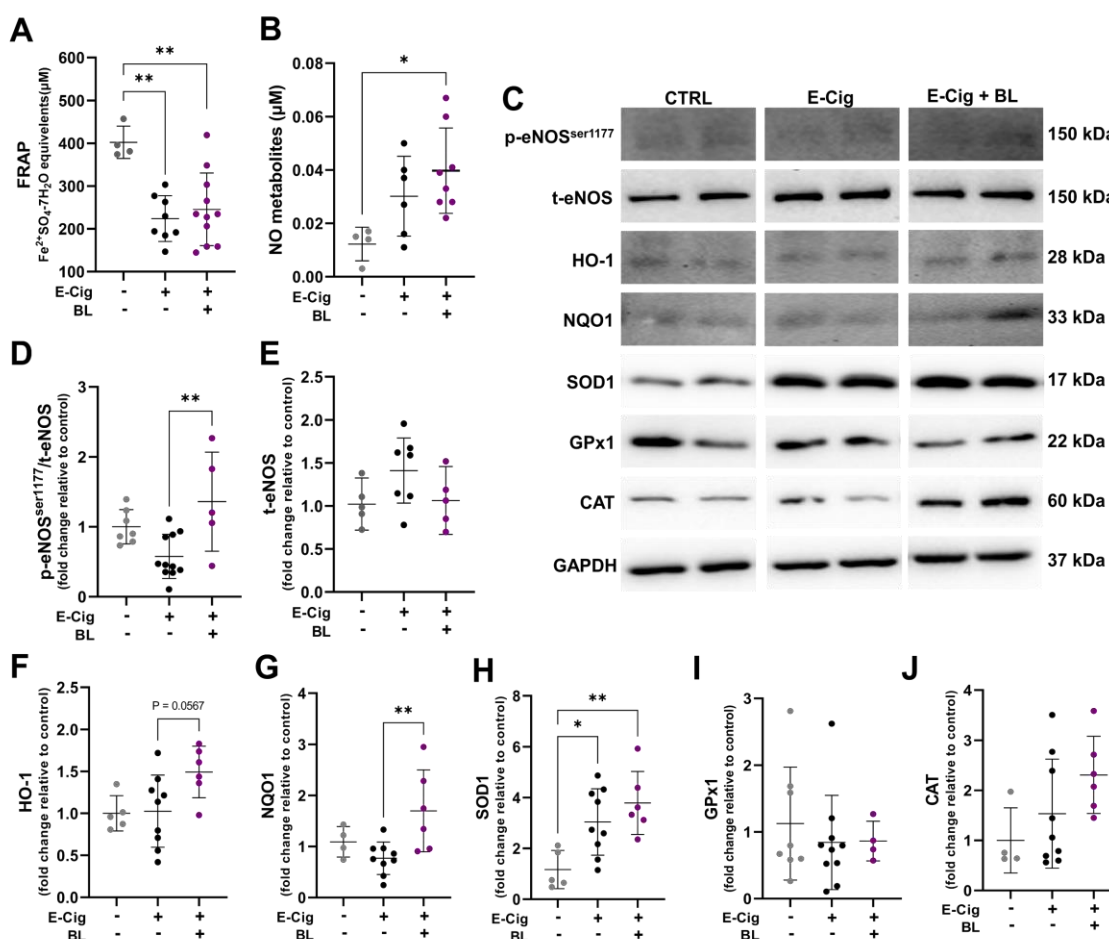 A
FRAP
Fe²⁺SO₄·7H₂O equivelents(µM)
600
500
400
300
200
100
**
**
E-Cig - + +
BL - - +
B
NO metabolites (µM)
0.08
0.06
0.04
0.02
0.00
*
E-Cig - + +
BL - - +
C
CTRL E-Cig E-Cig + BL
p-eNOSser1177 150 kDa
t-eNOS 150 kDa
HO-1 28 kDa
NQO1 33 kDa
SOD1 17 kDa
GPx1 22 kDa
CAT 60 kDa
GAPDH 37 kDa
D
p-eNOSser1177/t-eNOS
(fold change relative to control)
3
2
1
0
**
E-Cig - + +
BL - - +
E
t-eNOS
(fold change relative to control)
2.5
2.0
1.5
1.0
0.5
0.0
E-Cig - + +
BL - - +
F
HO-1
(fold change relative to control)
2.5
2.0
1.5
1.0
0.5
0.0
P = 0.0567
E-Cig - + +
BL - - +
G
NQO1
(fold change relative to control)
4
3
2
1
0
**
E-Cig - + +
BL - - +
H
SOD1
(fold change relative to control)
8
6
4
2
0
**
*
E-Cig - + +
BL - - +
I
GPx1
(fold change relative to control)
3
2
1
0
E-Cig - + +
BL - - +
J
CAT
(fold change relative to control)
4
3
2
1
0
E-Cig - + +
BL - - +